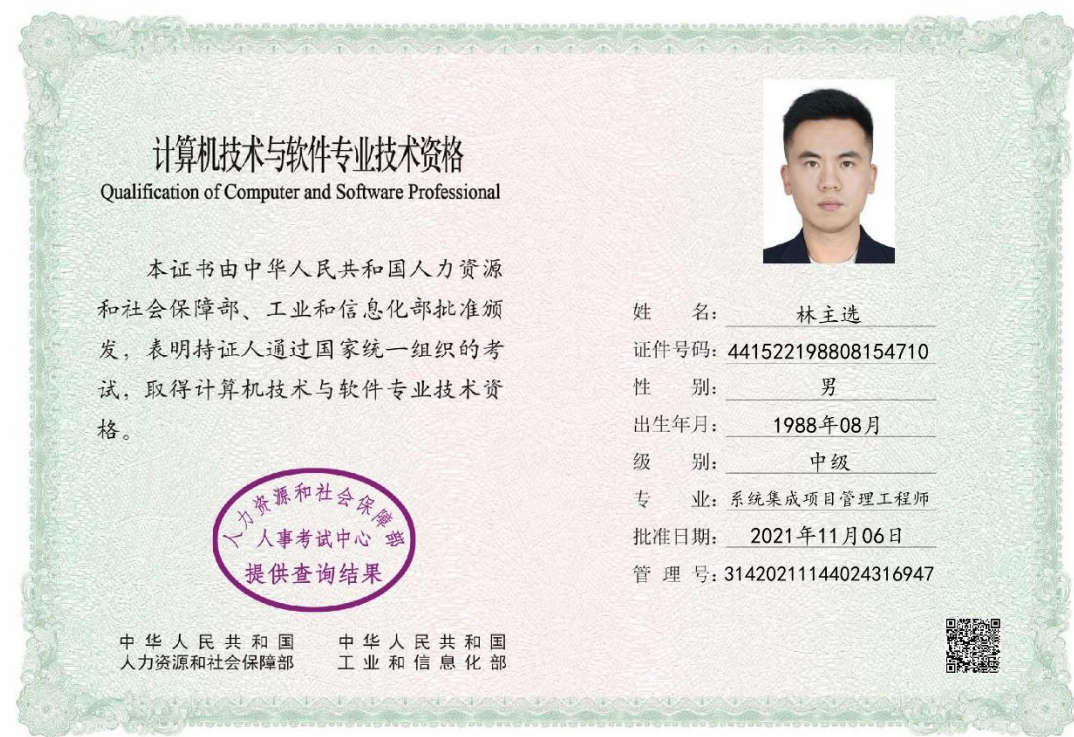 计算机技术与软件专业技术资格
Qualification of Computer and Software Professional
本证书由中华人民共和国人力资源
和社会保障部、工业和信息化部批准颁
发，表明持证人通过国家统一组织的考
试，取得计算机技术与软件专业技术资
格。
人力资源和社会保障部
人事考试中心
提供查询结果
中华人民共和国
人力资源和社会保障部
中华人民共和国
工业和信息化部
姓 名：林主选
证件号码：441522198808154710
性 别：男
出生年月：1988年08月
级 别：中级
专 业：系统集成项目管理工程师
批准日期：2021年11月06日
管 理 号：31420211144024316947